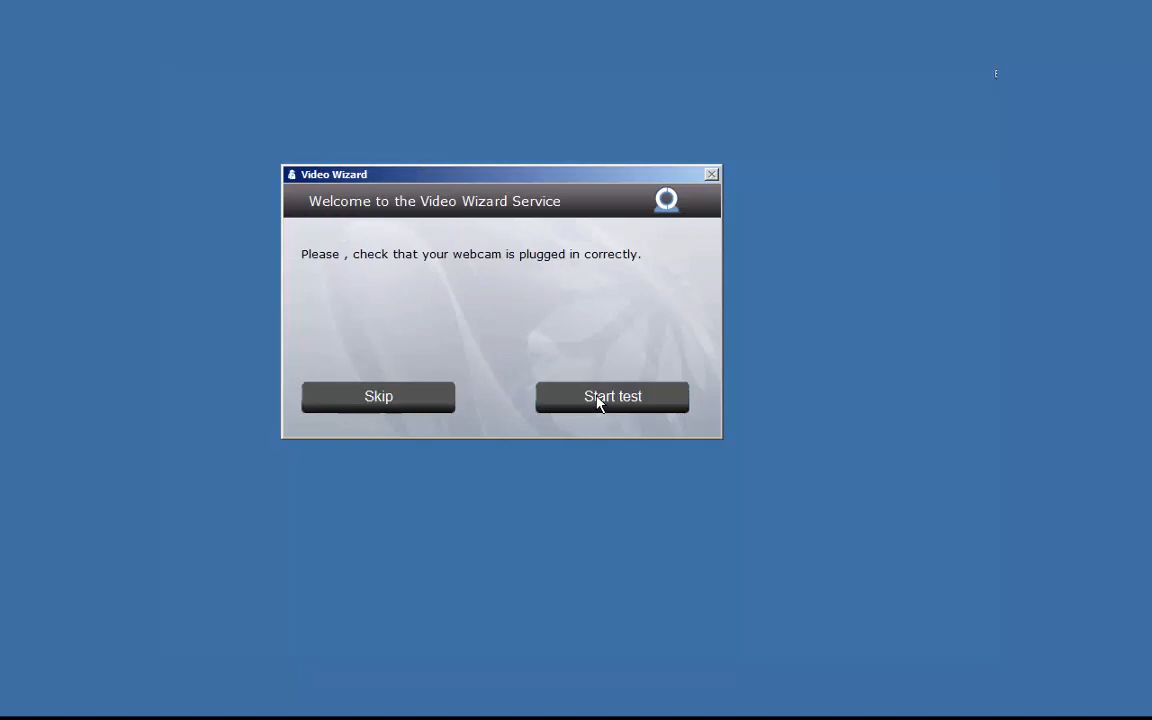 Video Wizard
Welcome to the Video Wizard Service
Please , check that your webcam is plugged in correctly.
Skip
Start test